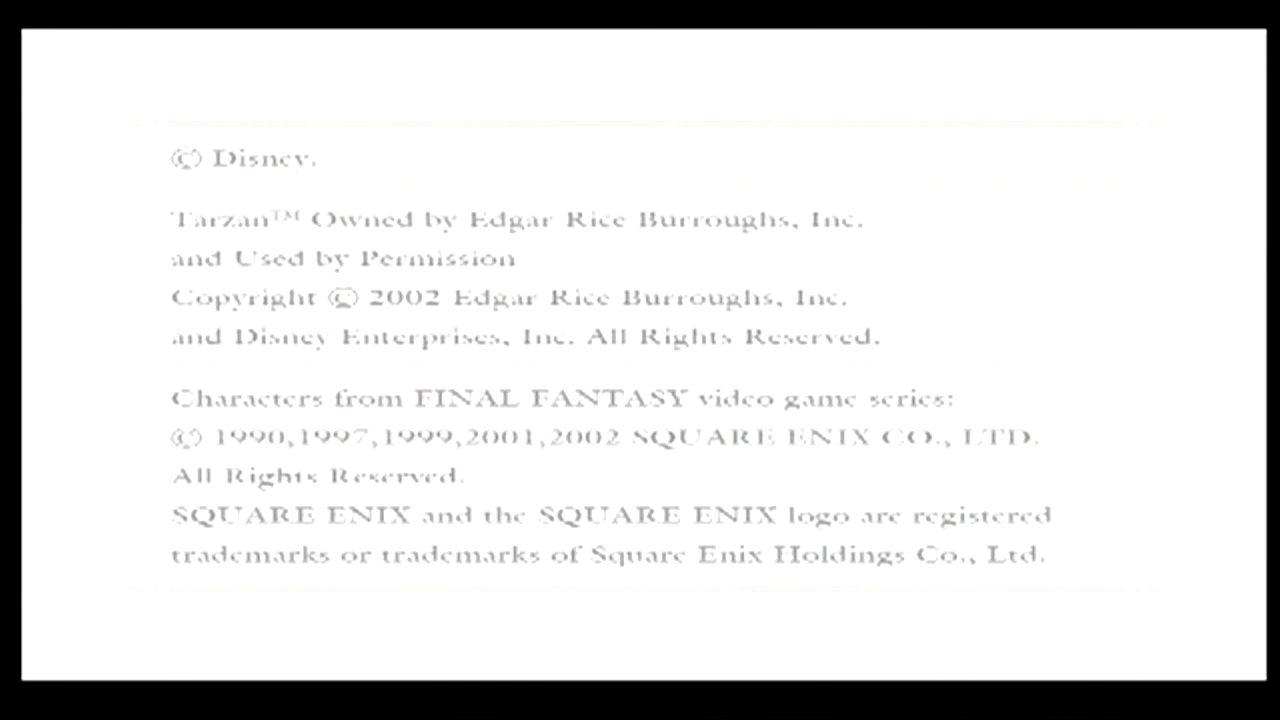 © Disney.
Tarzan™ Owned by Edgar Rice Burroughs, Inc.
and Used by Permission
Copyright © 2002 Edgar Rice Burroughs, Inc.
and Disney Enterprises, Inc. All Rights Reserved.
Characters from FINAL FANTASY video game series:
© 1990,1997,1999,2001,2002 SQUARE ENIX CO., LTD.
All Rights Reserved.
SQUARE ENIX and the SQUARE ENIX logo are registered
trademarks or trademarks of Square Enix Holdings Co., Ltd.